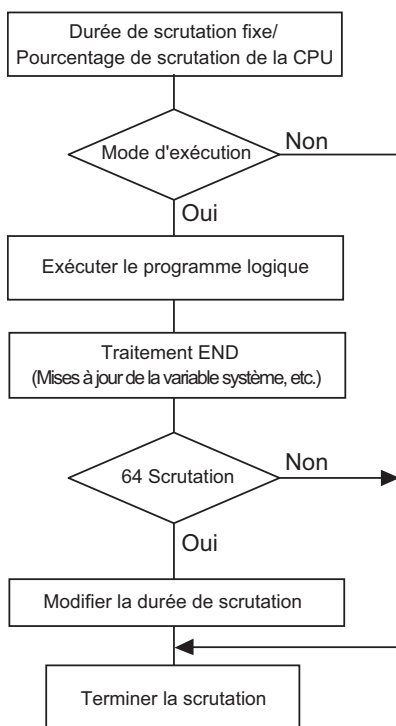 Durée de scrutation fixe/
Pourcentage de scrutation de la CPU
Mode d'exécution
Non
Oui
Exécuter le programme logique
Traitement END
(Mises à jour de la variable système, etc.)
64 Scrutation
Non
Oui
Modifier la durée de scrutation
Terminer la scrutation